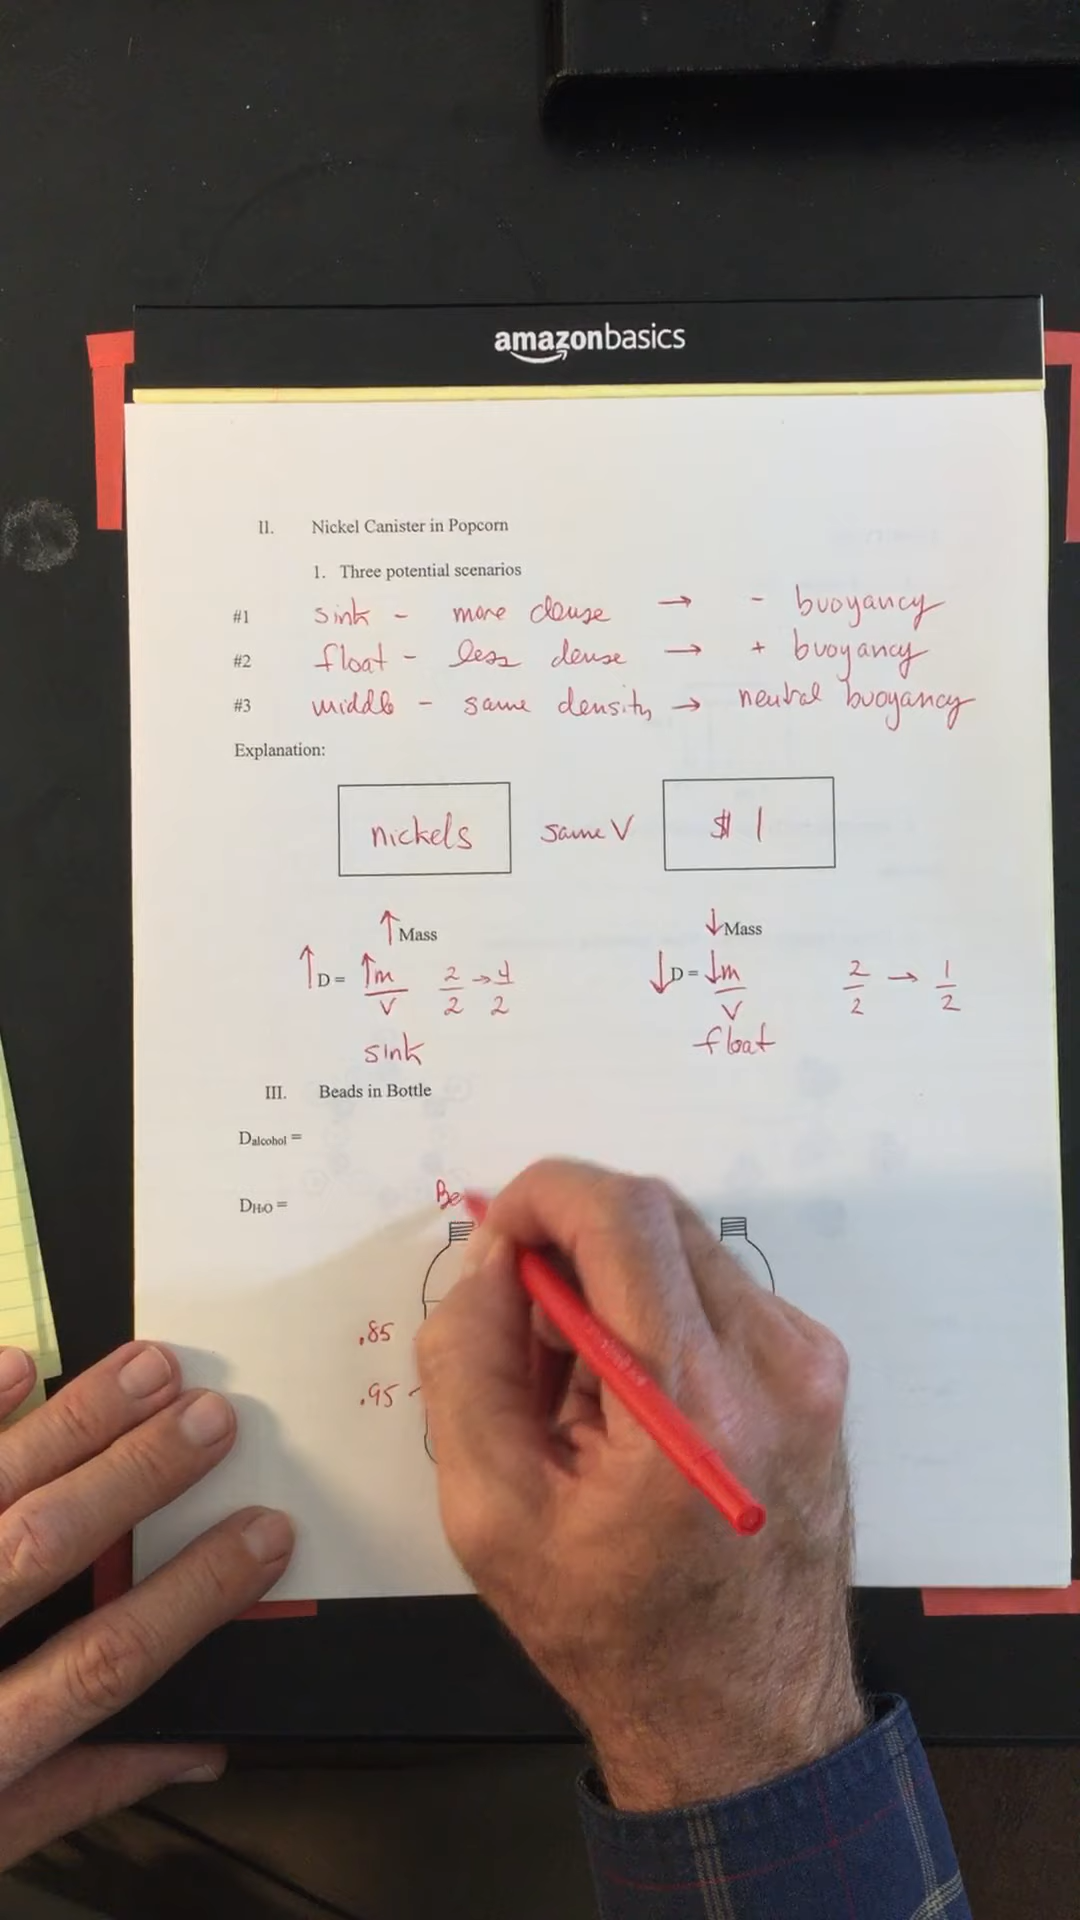 amazonbasics
II. Nickel Canister in Popcorn
1. Three potential scenarios
#1 sink - more dense → - buoyancy
#2 float - less dense → + buoyancy
#3 middle - same density → neutral buoyancy
Explanation:
nickels same V $ 1
↑ Mass ↓ Mass
↑ D = ↑m/V 2/2 → 4/2 ↓ D = ↓m/V 2/2 → 1/2
sink float
III. Beads in Bottle
Dalcohol =
Be
DH₂O =
.85
.95 -